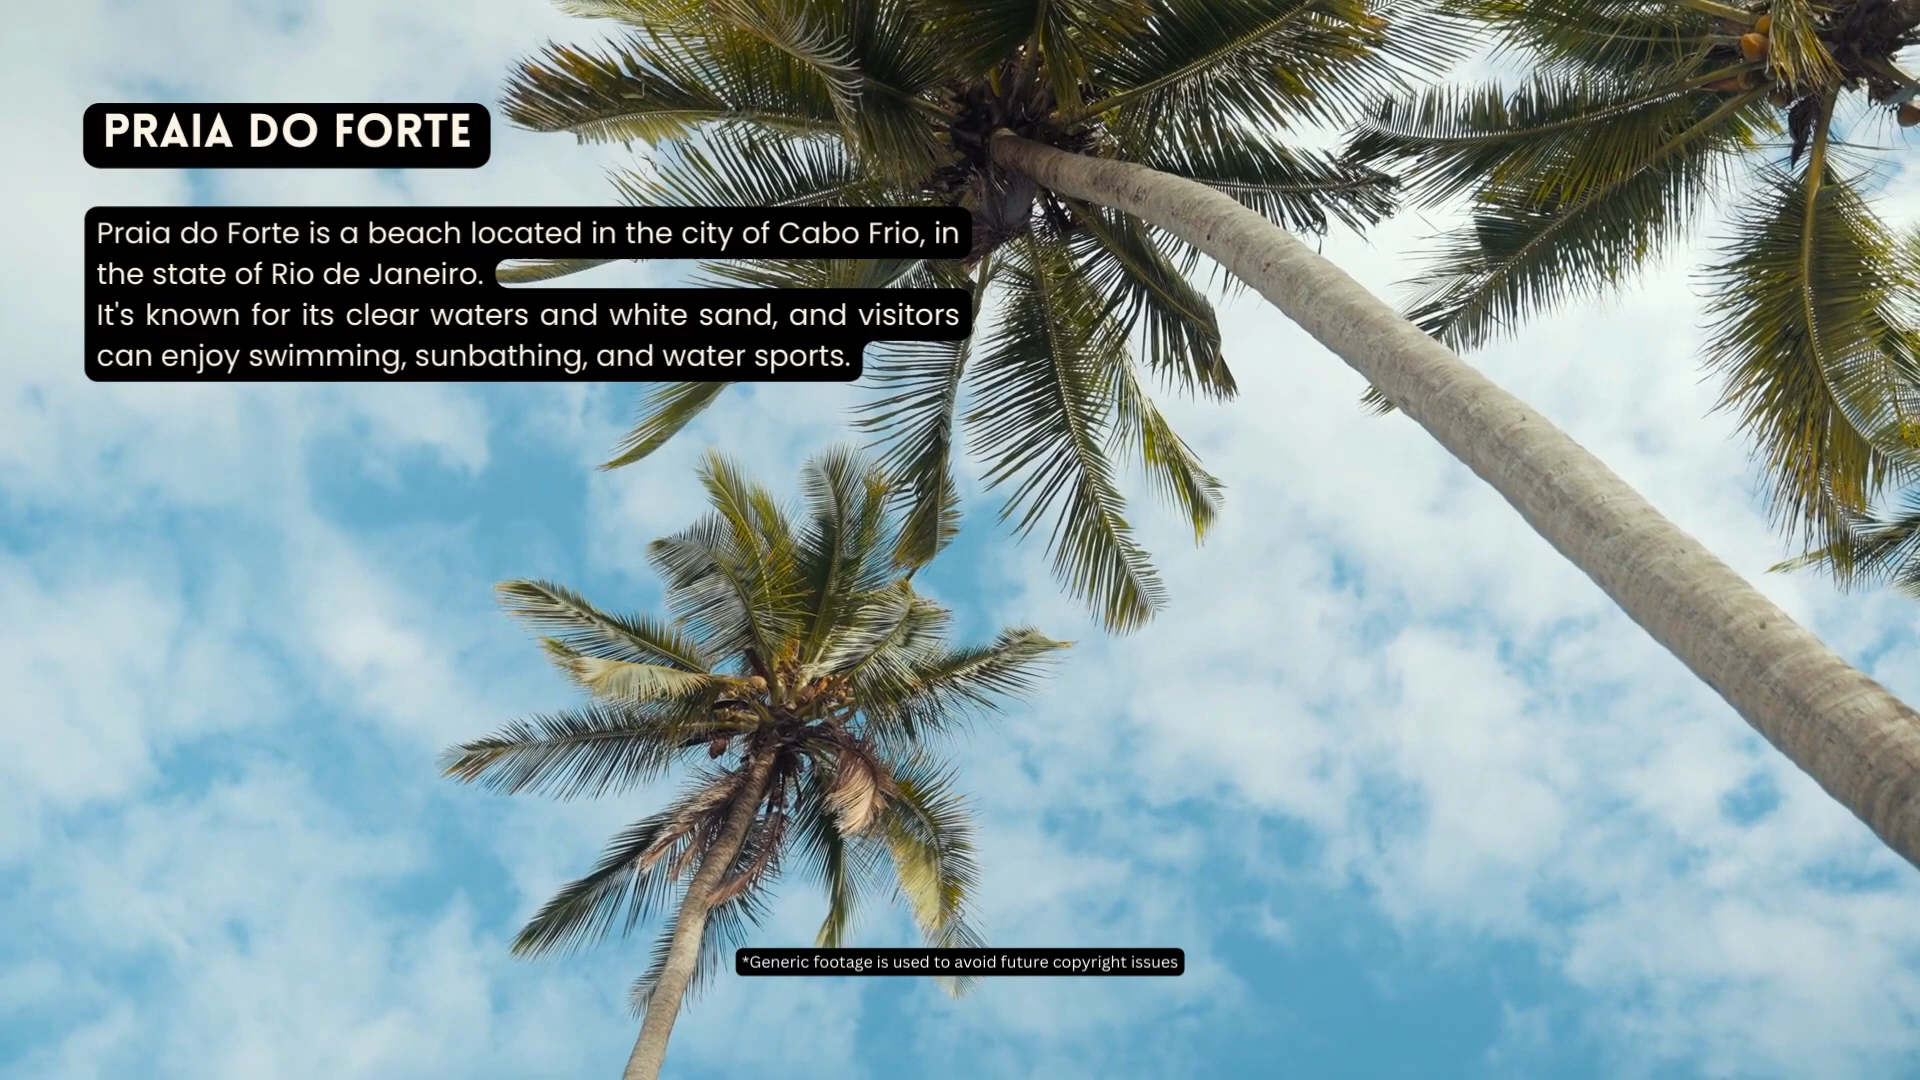 PRAIA DO FORTE
Praia do Forte is a beach located in the city of Cabo Frio, in
the state of Rio de Janeiro.
It's known for its clear waters and white sand, and visitors
can enjoy swimming, sunbathing, and water sports.
*Generic footage is used to avoid future copyright issues